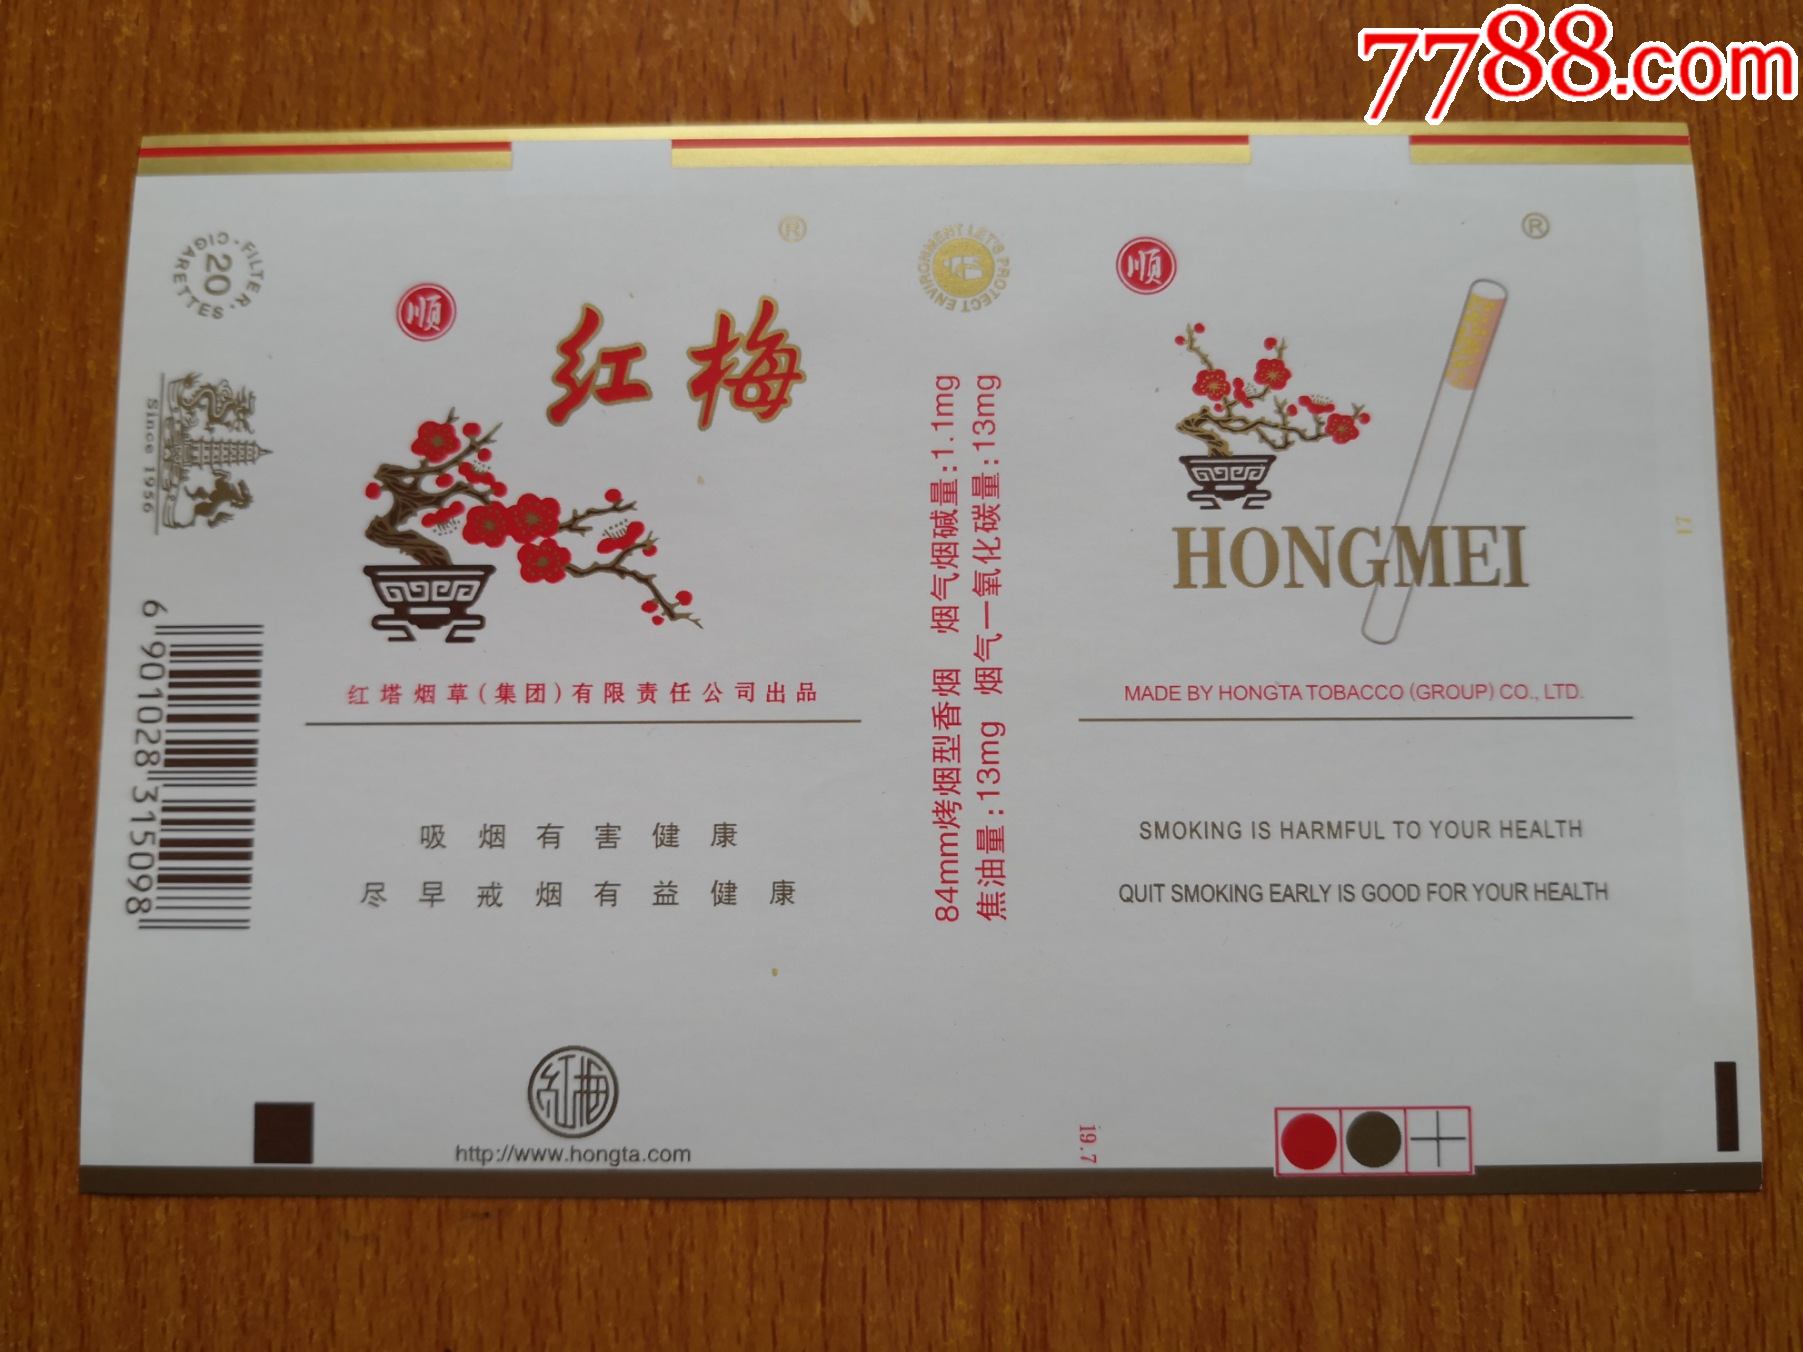 7788.com
FILTER CIGARETTES
20
Since 1956
6 901028 315098
®
顺
红梅
红塔烟草(集团)有限责任公司出品
吸烟有害健康
尽早戒烟有益健康
红梅
http://www.hongta.com
LET'S PROTECT ENVIRONMENT
84mm烤烟型香烟 烟气烟碱量:1.1mg
焦油量:13mg 烟气一氧化碳量:13mg
®
顺
HONGMEI
MADE BY HONGTA TOBACCO (GROUP) CO., LTD.
SMOKING IS HARMFUL TO YOUR HEALTH
QUIT SMOKING EARLY IS GOOD FOR YOUR HEALTH
19.7
17